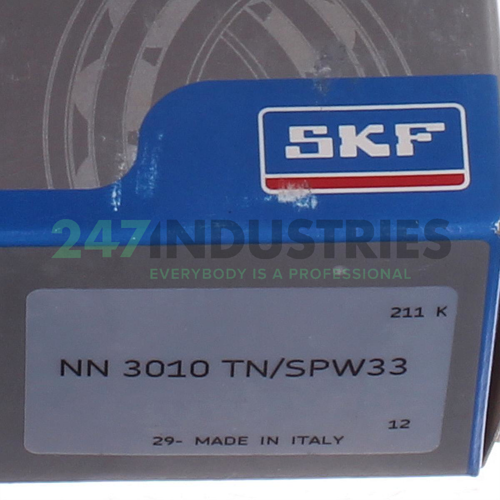 SKF
247INDUSTRIES
EVERYBODY IS A PROFESSIONAL
211 K
NN 3010 TN/SPW33
12
29- MADE IN ITALY